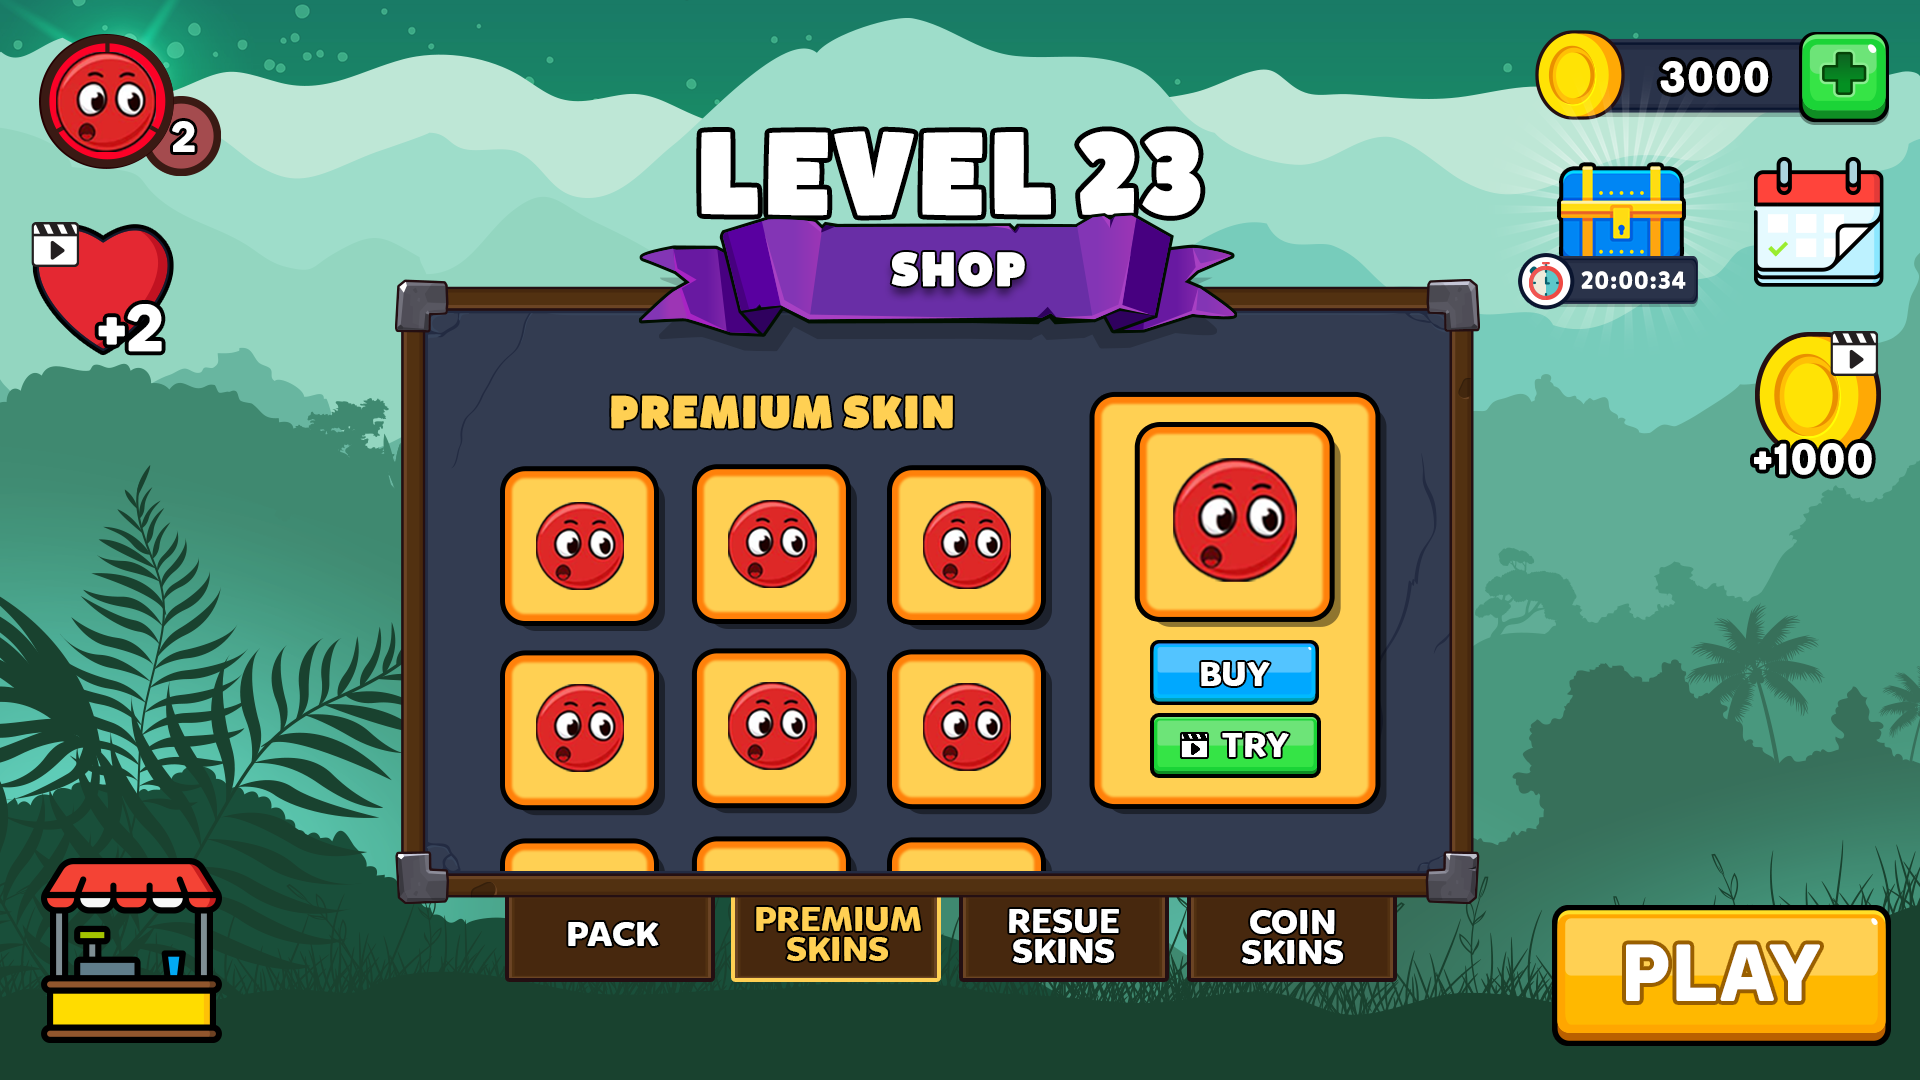 3000
2
LEVEL 23
SHOP
20:00:34
+2
PREMIUM SKIN
+1000
BUY
TRY
PACK
PREMIUM
SKINS
RESUE
SKINS
COIN
SKINS
PLAY